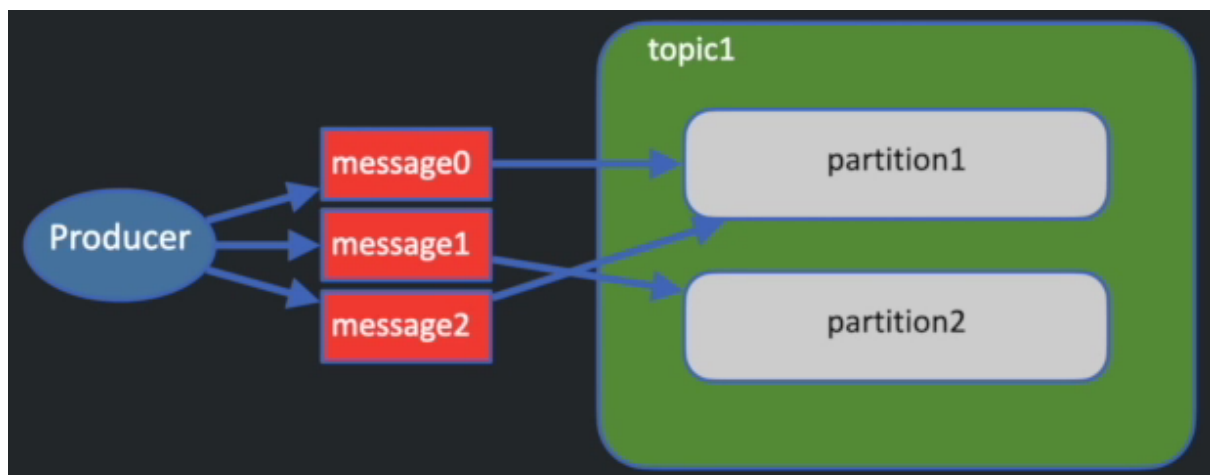 topic1
message0
partition1
Producer
message1
message2
partition2